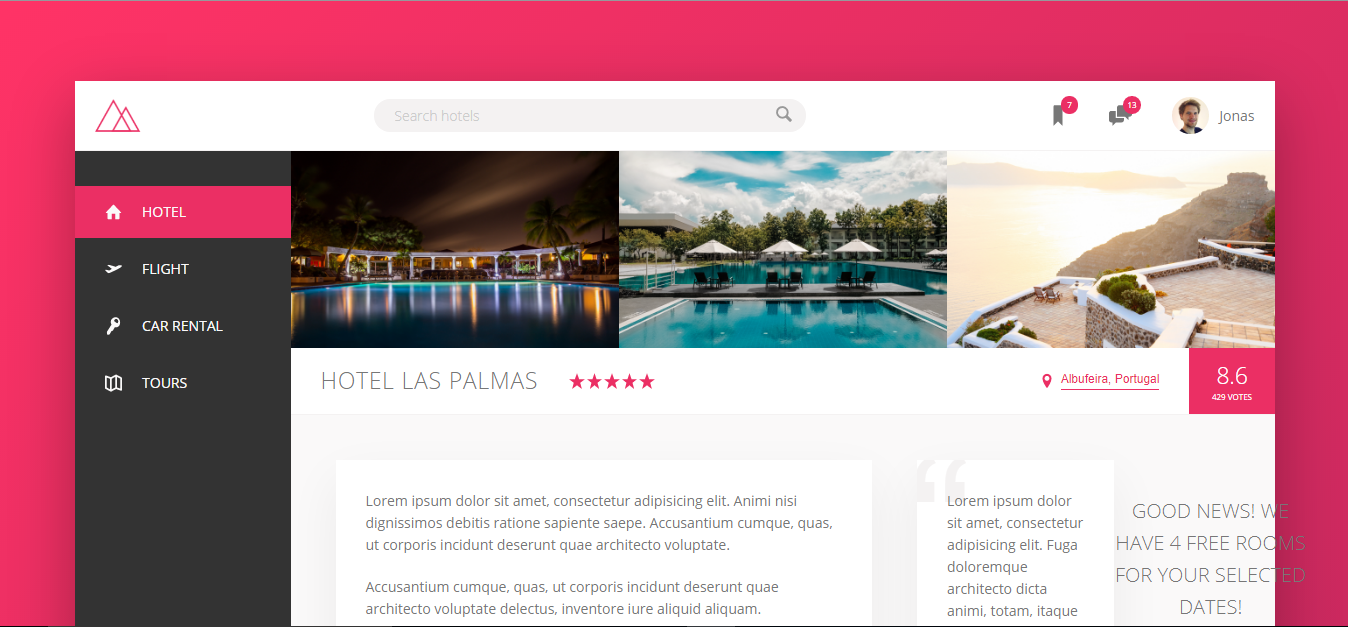 Search hotels
7
13
Jonas
HOTEL
FLIGHT
CAR RENTAL
TOURS
HOTEL LAS PALMAS
Albufeira, Portugal
8.6
429 VOTES
Lorem ipsum dolor sit amet, consectetur adipisicing elit. Animi nisi
dignissimos debitis ratione sapiente saepe. Accusantium cumque, quas,
ut corporis incidunt deserunt quae architecto voluptate.
Accusantium cumque, quas, ut corporis incidunt deserunt quae
architecto voluptate delectus, inventore iure aliquid aliquam.
“
Lorem ipsum dolor
sit amet, consectetur
adipisicing elit. Fuga
doloremque
architecto dicta
animi, totam, itaque
GOOD NEWS! WE
HAVE 4 FREE ROOMS
FOR YOUR SELECTED
DATES!